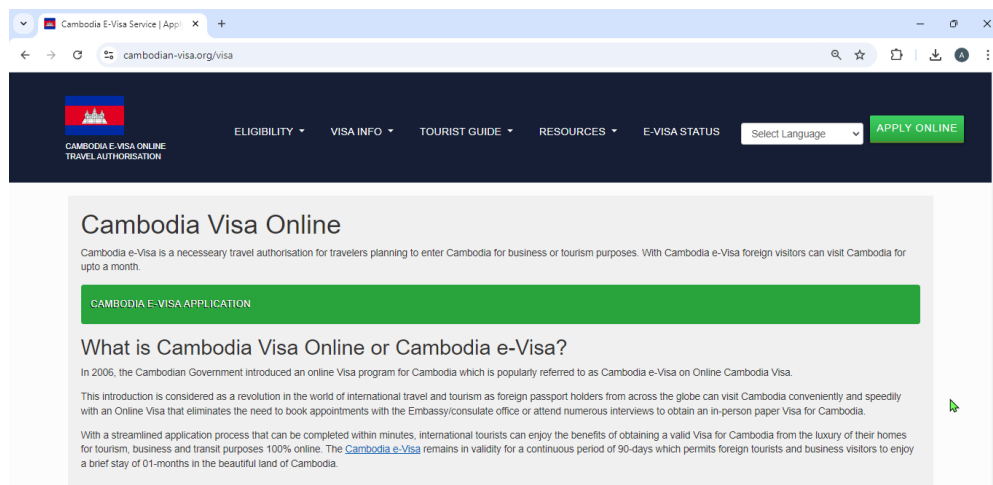 Cambodia E-Visa Service | Appl
cambodian-visa.org/visa
A
CAMBODIA E-VISA ONLINE
TRAVEL AUTHORISATION
ELIGIBILITY
VISA INFO
TOURIST GUIDE
RESOURCES
E-VISA STATUS
Select Language
APPLY ONLINE
Cambodia Visa Online
Cambodia e-Visa is a necesseary travel authorisation for travelers planning to enter Cambodia for business or tourism purposes. With Cambodia e-Visa foreign visitors can visit Cambodia for
upto a month.
CAMBODIA E-VISA APPLICATION
What is Cambodia Visa Online or Cambodia e-Visa?
In 2006, the Cambodian Government introduced an online Visa program for Cambodia which is popularly referred to as Cambodia e-Visa on Online Cambodia Visa.
This introduction is considered as a revolution in the world of international travel and tourism as foreign passport holders from across the globe can visit Cambodia conveniently and speedily
with an Online Visa that eliminates the need to book appointments with the Embassy/consulate office or attend numerous interviews to obtain an in-person paper Visa for Cambodia.
With a streamlined application process that can be completed within minutes, international tourists can enjoy the benefits of obtaining a valid Visa for Cambodia from the luxury of their homes
for tourism, business and transit purposes 100% online. The Cambodia e-Visa remains in validity for a continuous period of 90-days which permits foreign tourists and business visitors to enjoy
a brief stay of 01-months in the beautiful land of Cambodia.